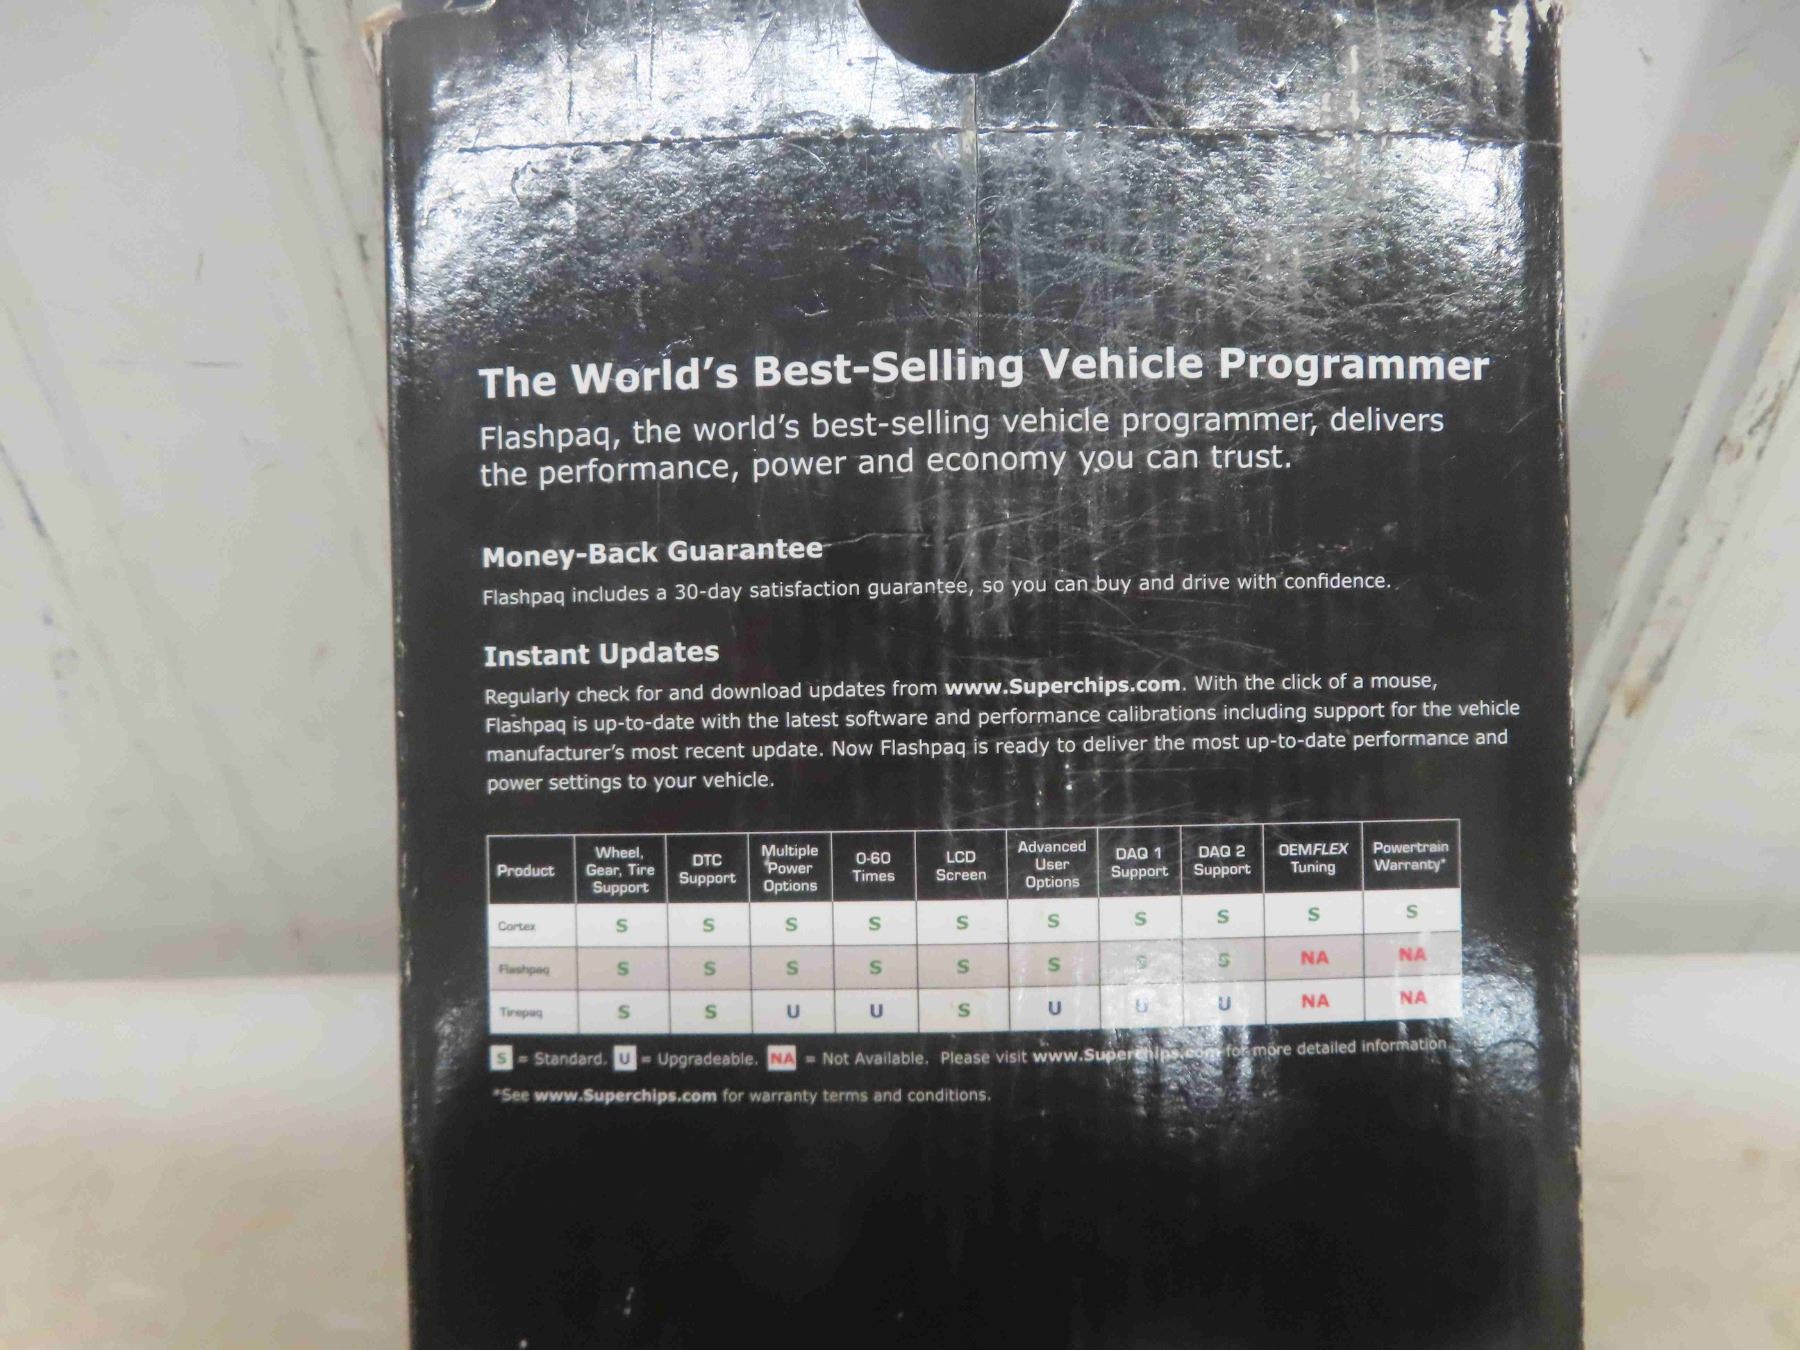 The World's Best-Selling Vehicle Programmer
Flashpaq, the world's best-selling vehicle programmer, delivers
the performance, power and economy you can trust.
Money-Back Guarantee
Flashpaq includes a 30-day satisfaction guarantee, so you can buy and drive with confidence.
Instant Updates
Regularly check for and download updates from www.Superchips.com. With the click of a mouse,
Flashpaq is up-to-date with the latest software and performance calibrations including support for the vehicle
manufacturer's most recent update. Now Flashpaq is ready to deliver the most up-to-date performance and
power settings to your vehicle.
Product Wheel, Gear, Tire Support DTC Support Multiple Power Options 0-60 Times LCD Screen Advanced User Options DAQ 1 Support DAQ 2 Support OEMFLEX Tuning Powertrain Warranty*
Cortex S S S S S S S S S S
Flashpaq S S S S S S S S NA NA
Tirepaq S S U U S U U U NA NA
S = Standard. U = Upgradeable. NA = Not Available. Please visit www.Superchips.com for more detailed information.
*See www.Superchips.com for warranty terms and conditions.